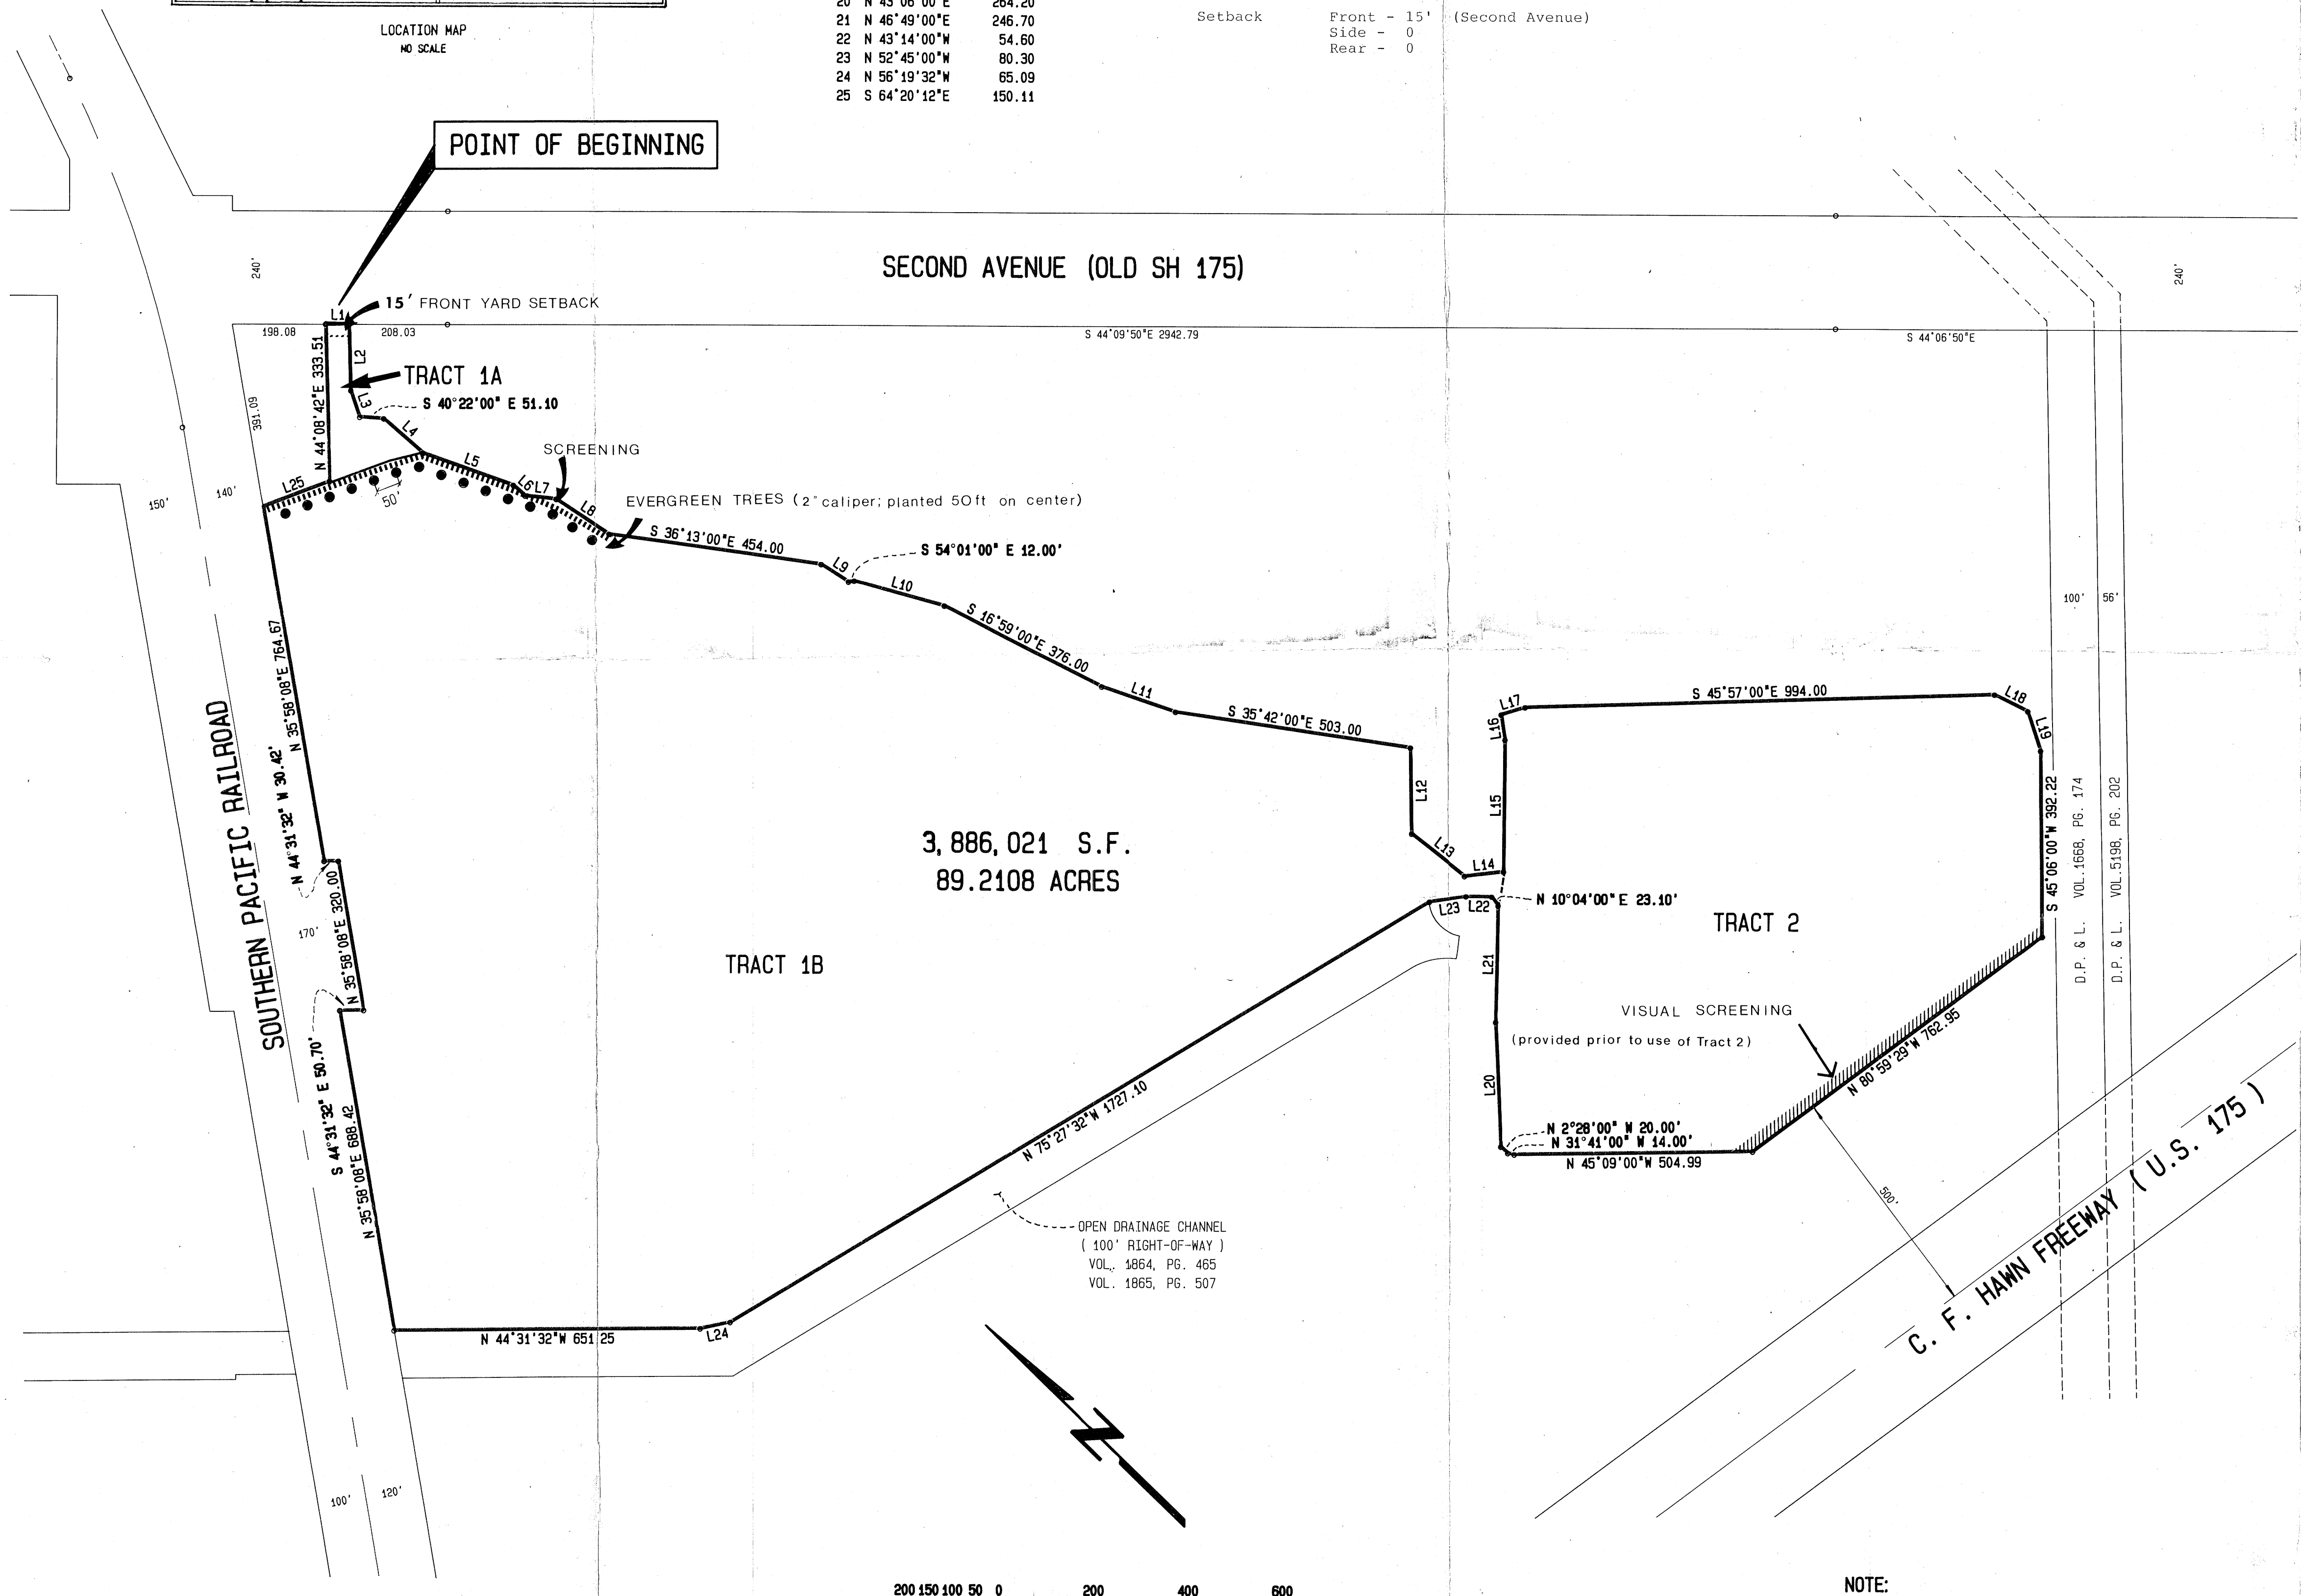 LOCATION MAP
NO SCALE
20 N 43°06'00"E 264.20
21 N 46°49'00"E 246.70
22 N 43°14'00"W 54.60
23 N 52°45'00"W 80.30
24 N 56°19'32"W 65.09
25 S 64°20'12"E 150.11
Setback Front - 15' (Second Avenue)
Side - 0
Rear - 0
POINT OF BEGINNING
240'
SECOND AVENUE (OLD SH 175)
240'
15' FRONT YARD SETBACK
L1
198.08
208.03
S 44°09'50"E 2942.79
S 44°06'50"E
N 44°08'42"E 333.51
L2
TRACT 1A
L3
S 40°22'00" E 51.10
391.09
L4
SCREENING
L5
L6
L7
L8
L25
50'
150'
140'
EVERGREEN TREES (2" caliper; planted 50ft on center)
S 36°13'00"E 454.00
L9
S 54°01'00" E 12.00'
L10
S 16°59'00"E 376.00
L11
S 35°42'00"E 503.00
L12
L13
L14
L15
L16
L17
S 45°57'00"E 994.00
L18
L19
100'
56'
S 45°06'00"W 392.22
D.P. & L. VOL.1668, PG. 174
D.P. & L. VOL.5198, PG. 202
N 35°58'08"E 764.67
SOUTHERN PACIFIC RAILROAD
N 44°31'32" W 30.42'
170'
N 35°58'08"E 320.00
S 44°31'32" E 50.70'
N 35°58'08"E 688.42
3,886,021 S.F.
89.2108 ACRES
TRACT 1B
L23
L22
N 10°04'00" E 23.10'
TRACT 2
L21
L20
VISUAL SCREENING
(provided prior to use of Tract 2)
N 80°59'29"W 762.95
N 2°28'00" W 20.00'
N 31°41'00" W 14.00'
N 45°09'00"W 504.99
500'
C. F. HAWN FREEWAY (U.S. 175)
N 75°27'32"W 1727.10
OPEN DRAINAGE CHANNEL
( 100' RIGHT-OF-WAY )
VOL. 1864, PG. 465
VOL. 1865, PG. 507
N 44°31'32"W 651.25
L24
100'
120'
200 150 100 50 0 200 400 600
NOTE: